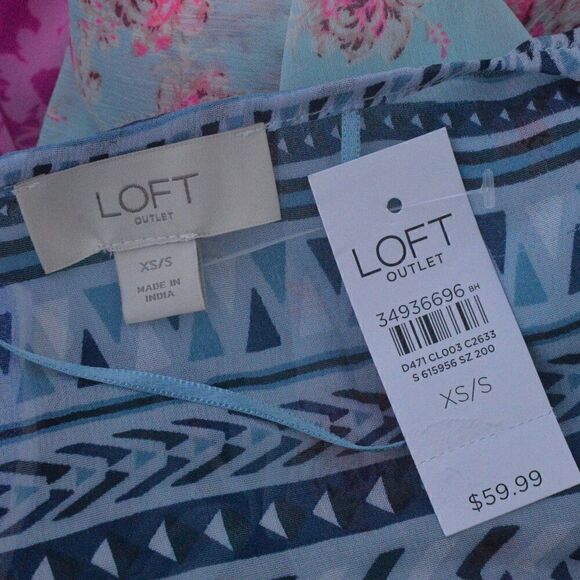 LOFT
OUTLET
XS/S
MADE IN
INDIA
LOFT
OUTLET
34936696 BH
D471 CL003 C2633
S 615956 SZ 200
XS/S
$59.99